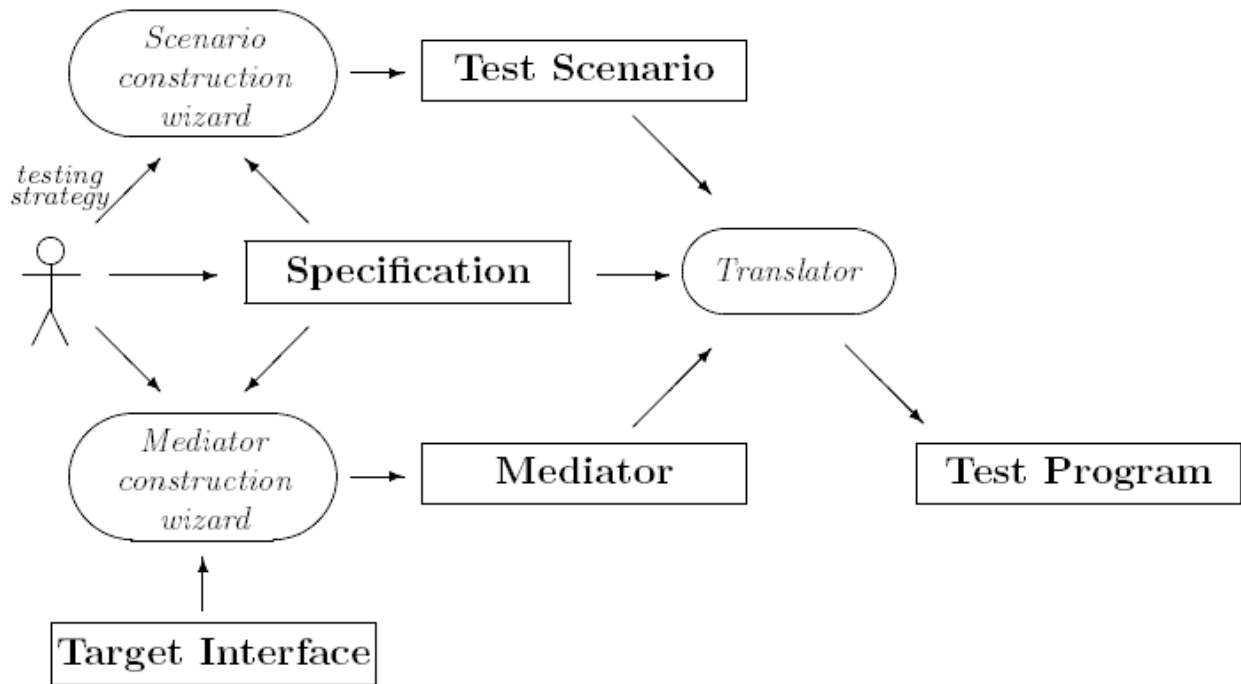 Scenario
construction
wizard
Test Scenario
testing
strategy
Specification
Translator
Mediator
construction
wizard
Mediator
Test Program
Target Interface